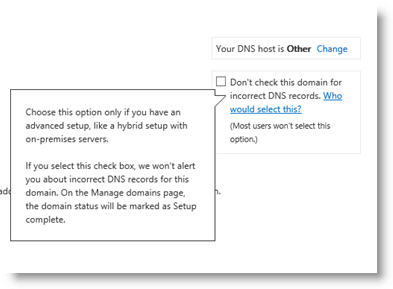 Your DNS host is Other Change
Don't check this domain for
incorrect DNS records. Who
would select this?
(Most users won't select this
option.)
Choose this option only if you have an
advanced setup, like a hybrid setup with
on-premises servers.
If you select this check box, we won't alert
you about incorrect DNS records for this
domain. On the Manage domains page,
the domain status will be marked as Setup
complete.